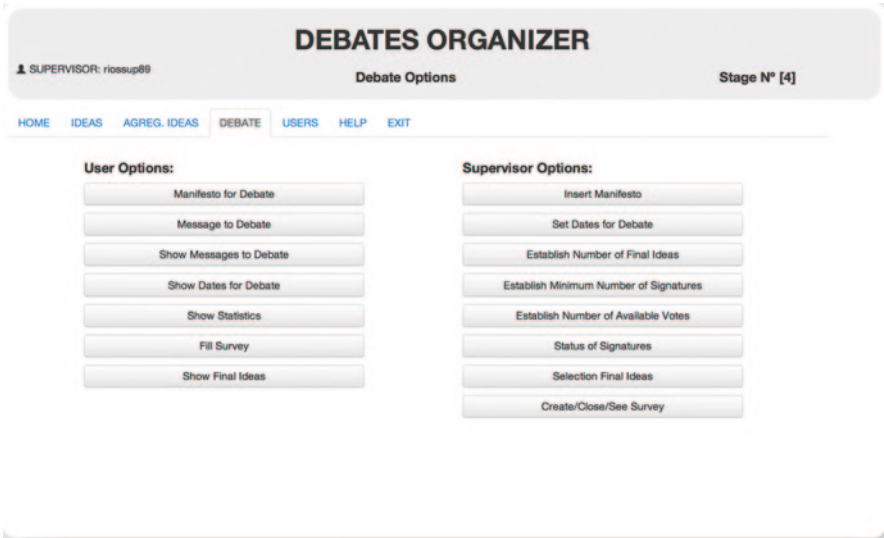 DEBATES ORGANIZER
SUPERVISOR: riossup89
Debate Options
Stage Nº [4]
HOME IDEAS AGREG. IDEAS DEBATE USERS HELP EXIT
User Options:
Manifesto for Debate
Message to Debate
Show Messages to Debate
Show Dates for Debate
Show Statistics
Fill Survey
Show Final Ideas
Supervisor Options:
Insert Manifesto
Set Dates for Debate
Establish Number of Final Ideas
Establish Minimum Number of Signatures
Establish Number of Available Votes
Status of Signatures
Selection Final Ideas
Create/Close/See Survey